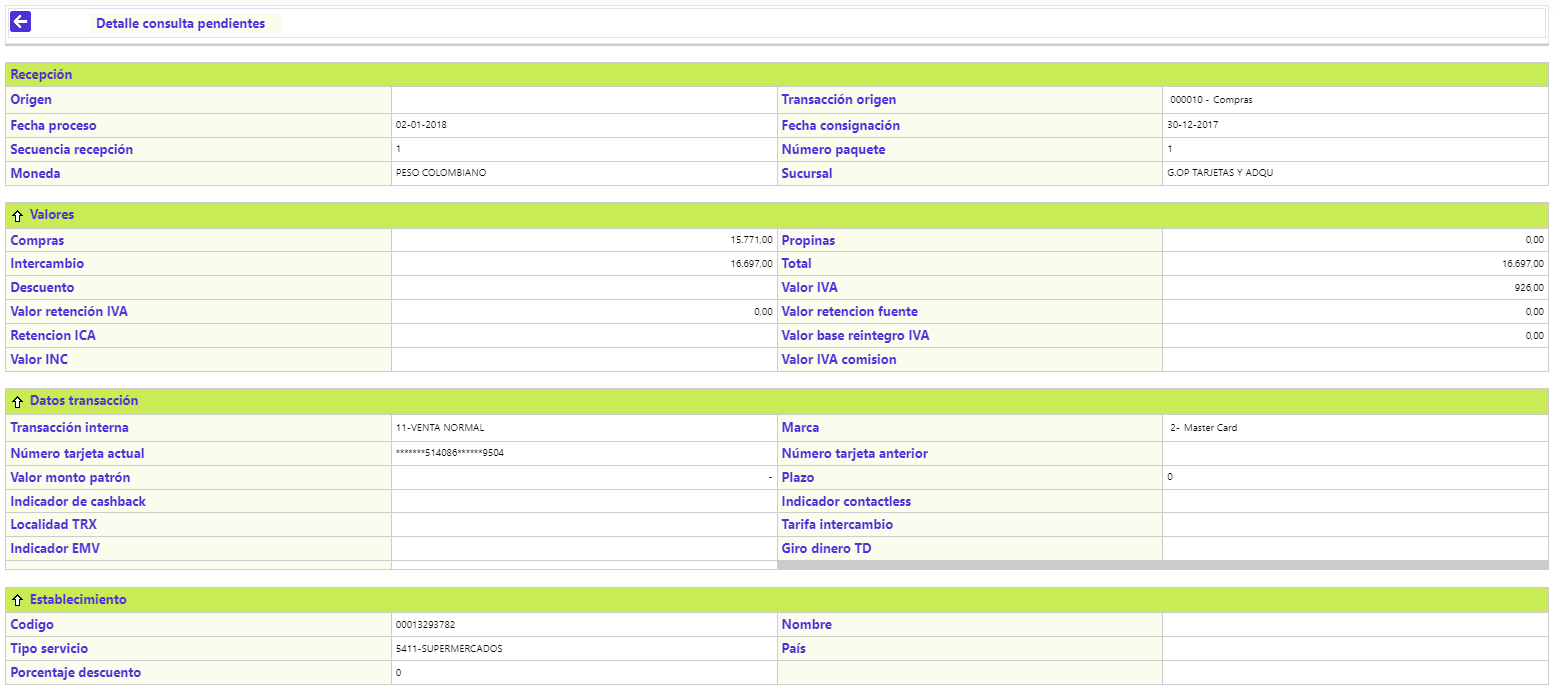 Detalle consulta pendientes
Recepción
Origen Transacción origen 000010 - Compras
Fecha proceso 02-01-2018 Fecha consignación 30-12-2017
Secuencia recepción 1 Número paquete 1
Moneda PESO COLOMBIANO Sucursal G.OP TARJETAS Y ADQU
Valores
Compras 15.771,00 Propinas 0,00
Intercambio 16.697,00 Total 16.697,00
Descuento Valor IVA 926,00
Valor retención IVA 0,00 Valor retencion fuente 0,00
Retencion ICA Valor base reintegro IVA 0,00
Valor INC Valor IVA comision
Datos transacción
Transacción interna 11-VENTA NORMAL Marca 2- Master Card
Número tarjeta actual *******514086******9504 Número tarjeta anterior
Valor monto patrón - Plazo 0
Indicador de cashback Indicador contactless
Localidad TRX Tarifa intercambio
Indicador EMV Giro dinero TD
Establecimiento
Codigo 00013293782 Nombre
Tipo servicio 5411-SUPERMERCADOS País
Porcentaje descuento 0